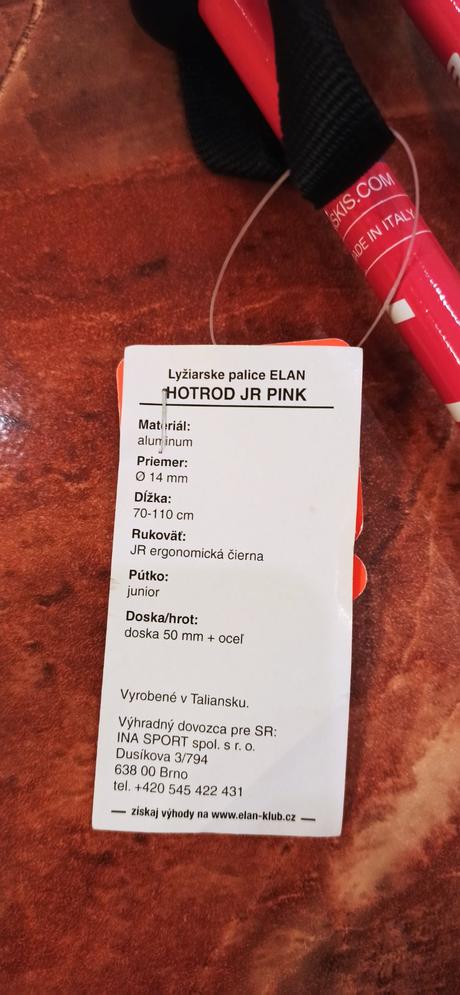 SKIS.COM
MADE IN ITALY
Lyžiarske palice ELAN
HOTROD JR PINK
Materiál:
aluminum
Priemer:
Ø 14 mm
Dĺžka:
70-110 cm
Rukoväť:
JR ergonomická čierna
Pútko:
junior
Doska/hrot:
doska 50 mm + oceľ
Vyrobené v Taliansku.
Výhradný dovozca pre SR:
INA SPORT spol. s r. o.
Dusíkova 3/794
638 00 Brno
tel. +420 545 422 431
získaj výhody na www.elan-klub.cz